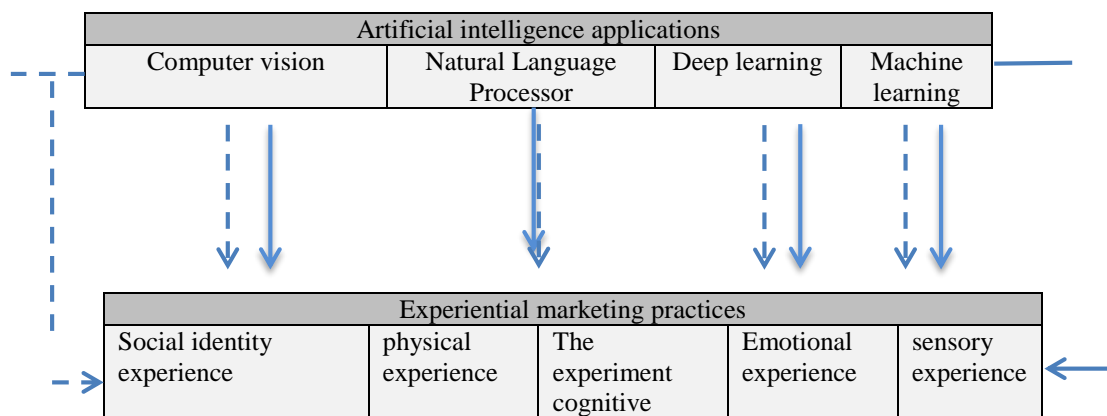 Artificial intelligence applications
Computer vision
Natural Language
Processor
Deep learning
Machine
learning
Experiential marketing practices
Social identity
experience
physical
experience
The
experiment
cognitive
Emotional
experience
sensory
experience